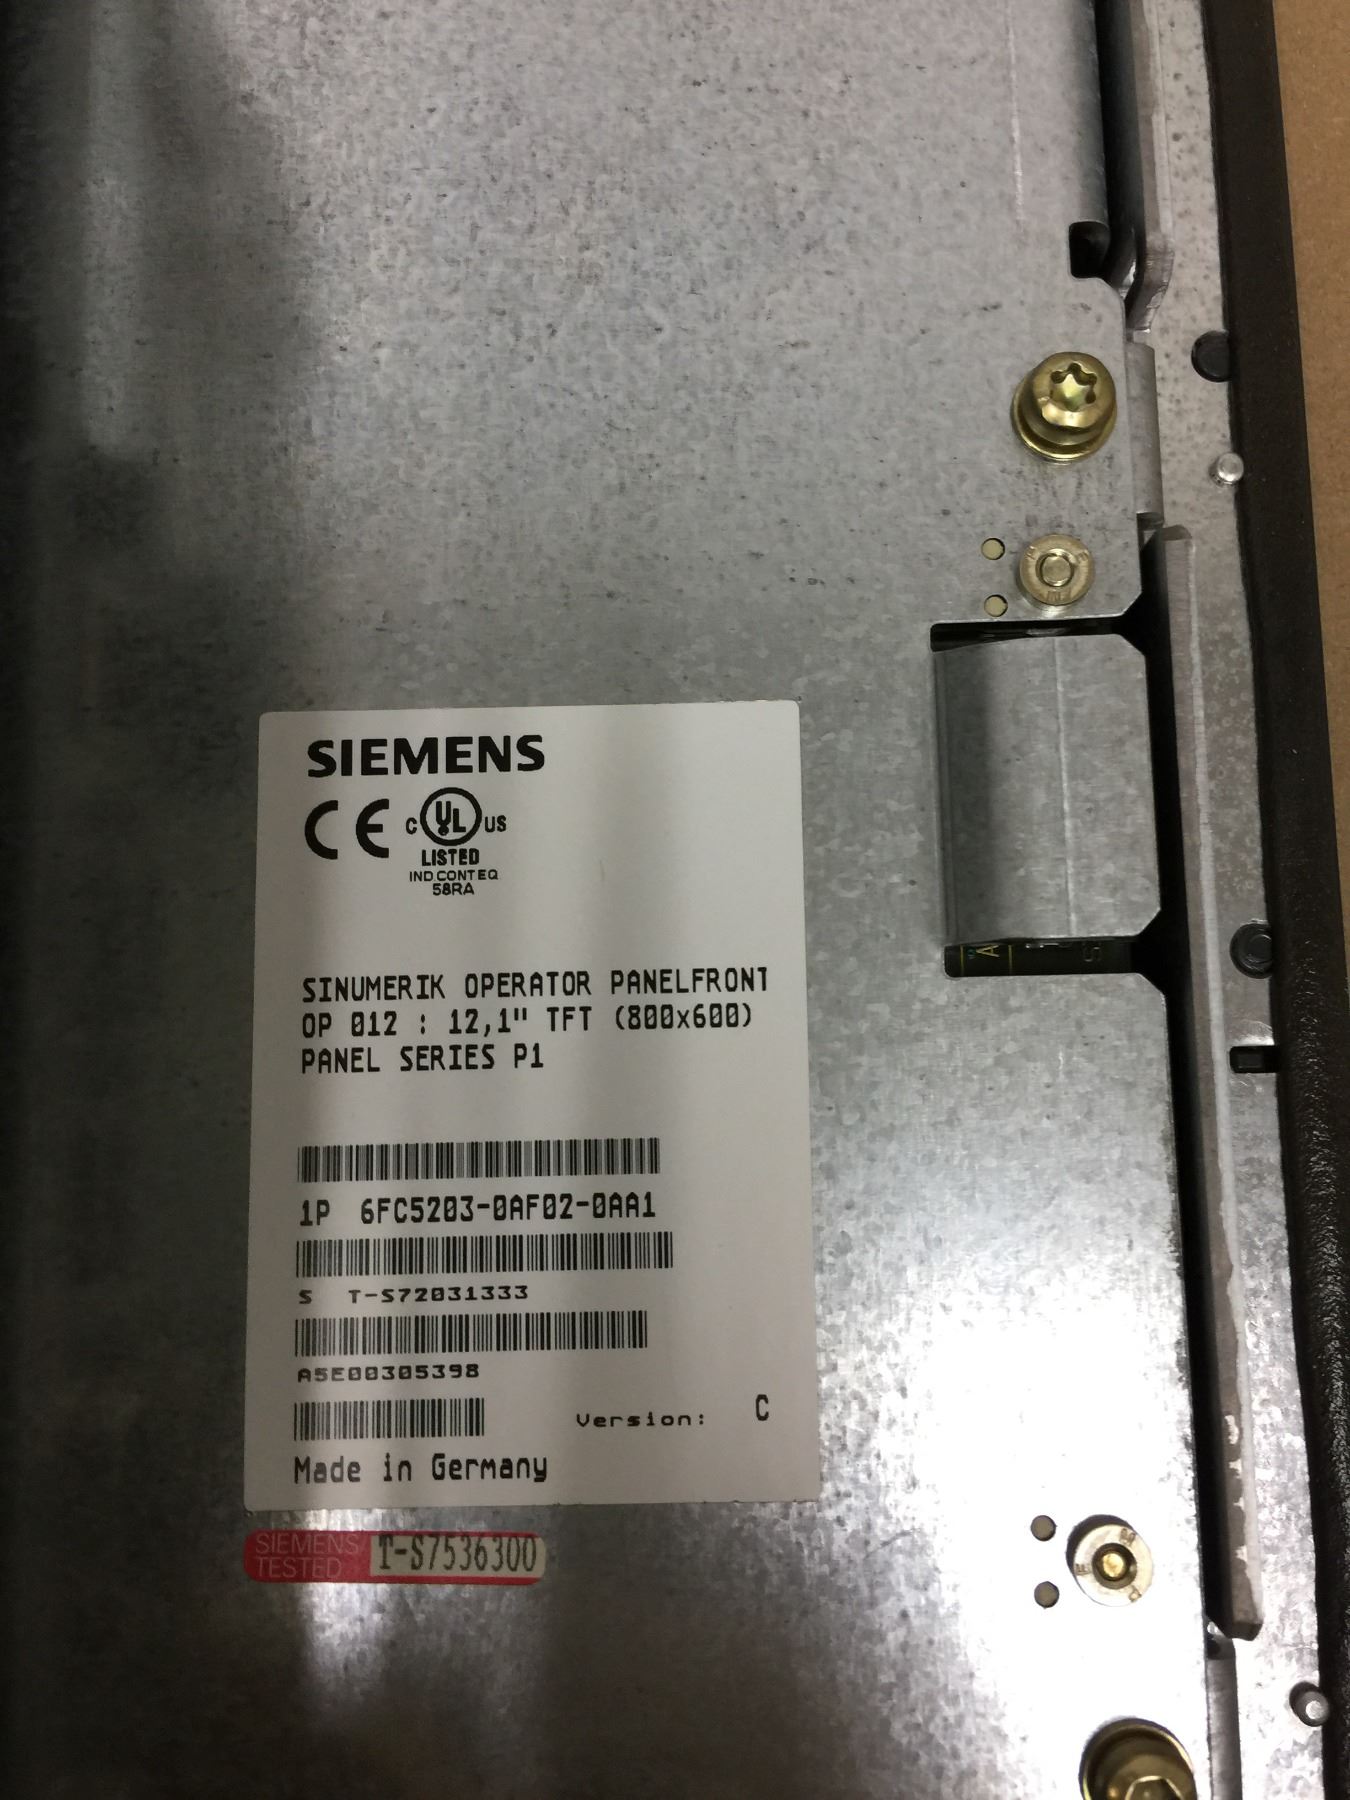 SIEMENS
CE C UL US
LISTED
IND CONT EQ
58RA
SINUMERIK OPERATOR PANELFRONT
OP 012 : 12,1" TFT (800x600)
PANEL SERIES P1
1P 6FC5203-0AF02-0AA1
S T-S72031333
A5E00305398
Version: C
Made in Germany
SIEMENS
TESTED T-S7536300